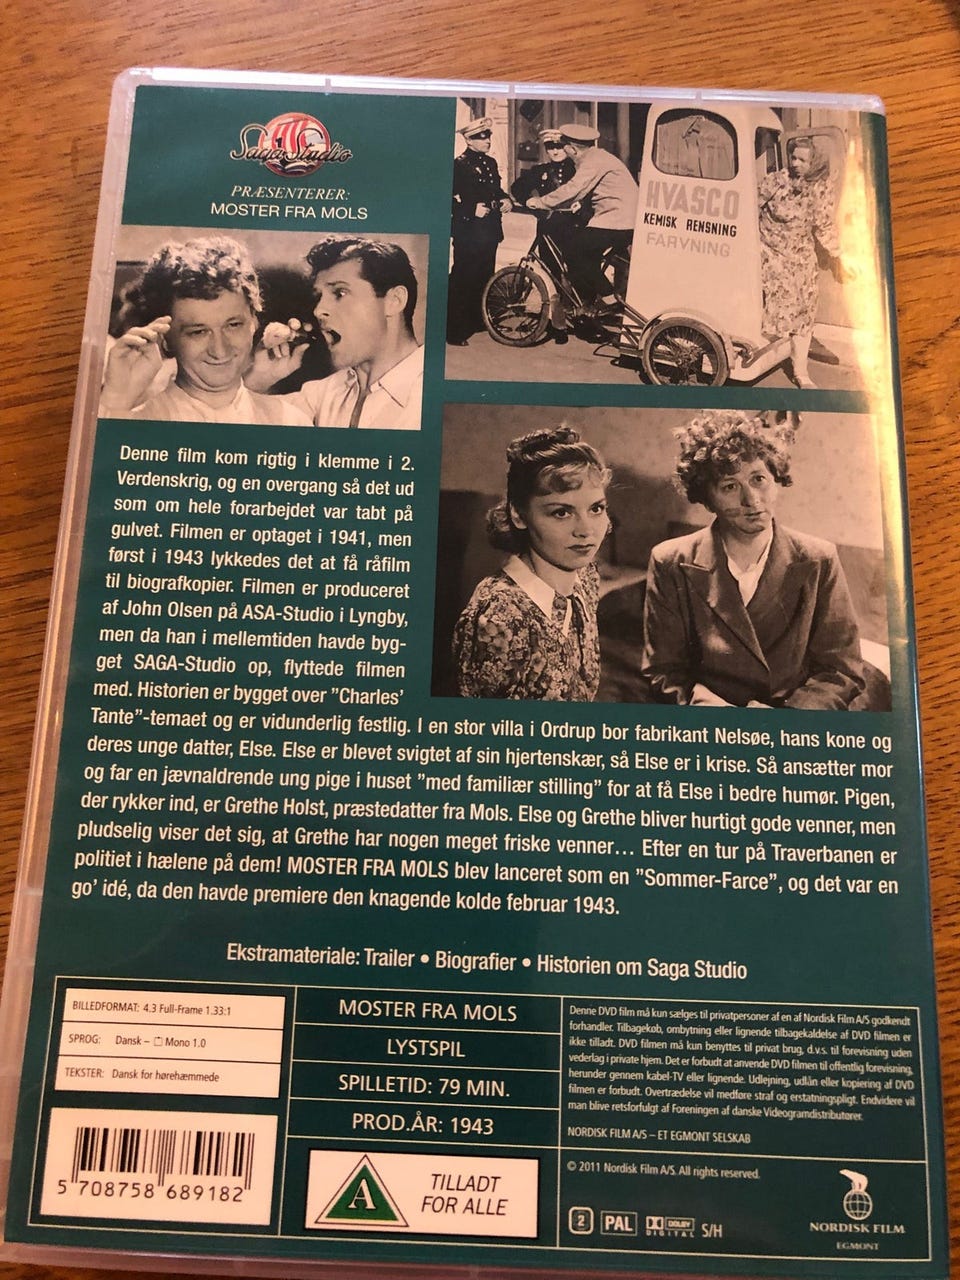 Saga Studio
PRÆSENTERER:
MOSTER FRA MOLS
HVASCO
KEMISK RENSNING
FARVNING
Denne film kom rigtig i klemme i 2.
Verdenskrig, og en overgang så det ud
som om hele forarbejdet var tabt på
gulvet. Filmen er optaget i 1941, men
først i 1943 lykkedes det at få råfilm
til biografkopier. Filmen er produceret
af John Olsen på ASA-Studio i Lyngby,
men da han i mellemtiden havde byg-
get SAGA-Studio op, flyttede filmen
med. Historien er bygget over "Charles'
Tante"-temaet og er vidunderlig festlig. I en stor villa i Ordrup bor fabrikant Nelsøe, hans kone og
deres unge datter, Else. Else er blevet svigtet af sin hjertenskær, så Else er i krise. Så ansætter mor
og far en jævnaldrende ung pige i huset "med familiær stilling" for at få Else i bedre humør. Pigen,
der rykker ind, er Grethe Holst, præstedatter fra Mols. Else og Grethe bliver hurtigt gode venner, men
pludselig viser det sig, at Grethe har nogen meget friske venner... Efter en tur på Traverbanen er
politiet i hælene på dem! MOSTER FRA MOLS blev lanceret som en "Sommer-Farce", og det var en
go' idé, da den havde premiere den knagende kolde februar 1943.
Ekstramateriale: Trailer • Biografier • Historien om Saga Studio
BILLEDFORMAT: 4.3 Full-Frame 1.33:1
SPROG: Dansk – Mono 1.0
TEKSTER: Dansk for hørehæmmede
5 708758 689182
MOSTER FRA MOLS
LYSTSPIL
SPILLETID: 79 MIN.
PROD.ÅR: 1943
A
TILLADT
FOR ALLE
Denne DVD film må kun sælges til privatpersoner af en af Nordisk Film A/S godkendt
forhandler. Tilbagekøb, ombytning eller lignende tilbagekaldelse af DVD filmen er
ikke tilladt. DVD filmen må kun benyttes til privat brug, d.v.s. til forevisning uden
vederlag i private hjem. Det er forbudt at anvende DVD filmen til offentlig forevisning,
herunder gennem kabel-TV eller lignende. Udlejning, udlån eller kopiering af DVD
filmen er forbudt. Overtrædelse vil medføre straf og erstatningspligt. Endvidere vil
man blive retsforfulgt af Foreningen af danske Videogramdistributører.
NORDISK FILM A/S – ET EGMONT SELSKAB
© 2011 Nordisk Film A/S. All rights reserved.
2 PAL DOLBY DIGITAL S/H
NORDISK FILM
EGMONT